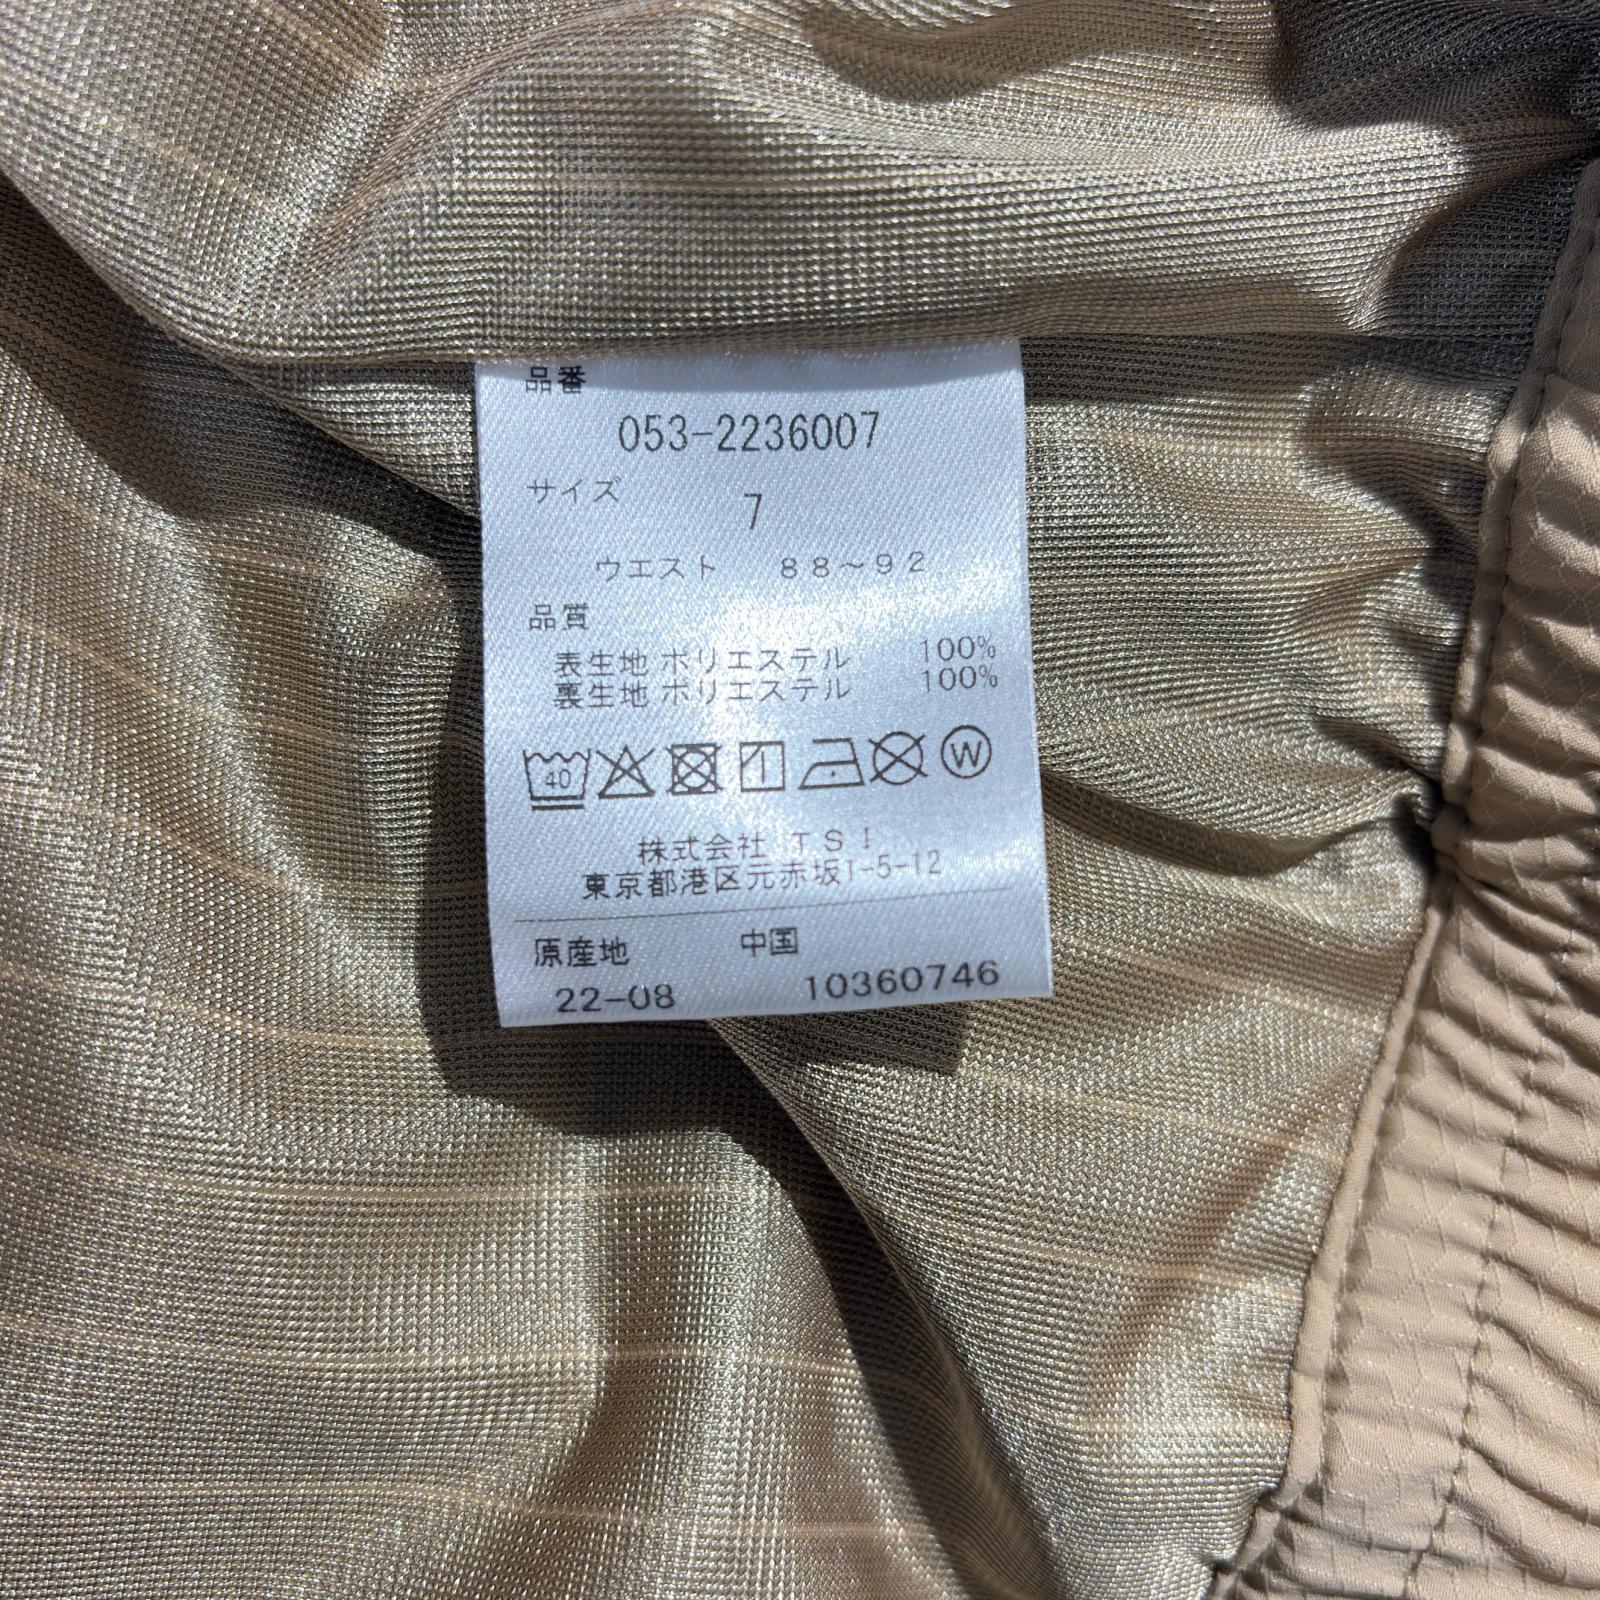 品番
053-2236007
サイズ 7
ウエスト 88～92
品質
表生地 ポリエステル 100%
裏生地 ポリエステル 100%
40 W
株式会社 TSI
東京都港区元赤坂1-5-12
原産地 中国
22-08 10360746